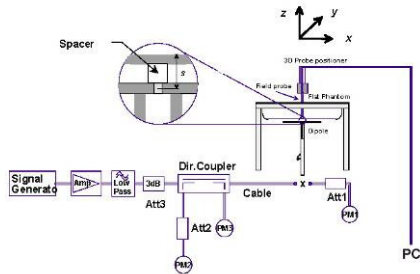 z
y
x
Spacer
s
3D Probe positioner
Field probe
Flat Phantom
Dipole
Signal
Generato
Amp
Low
Pass
3dB
Att3
Dir.Coupler
Cable
x
Att1
PM1
Att2
PM3
PM2
PC